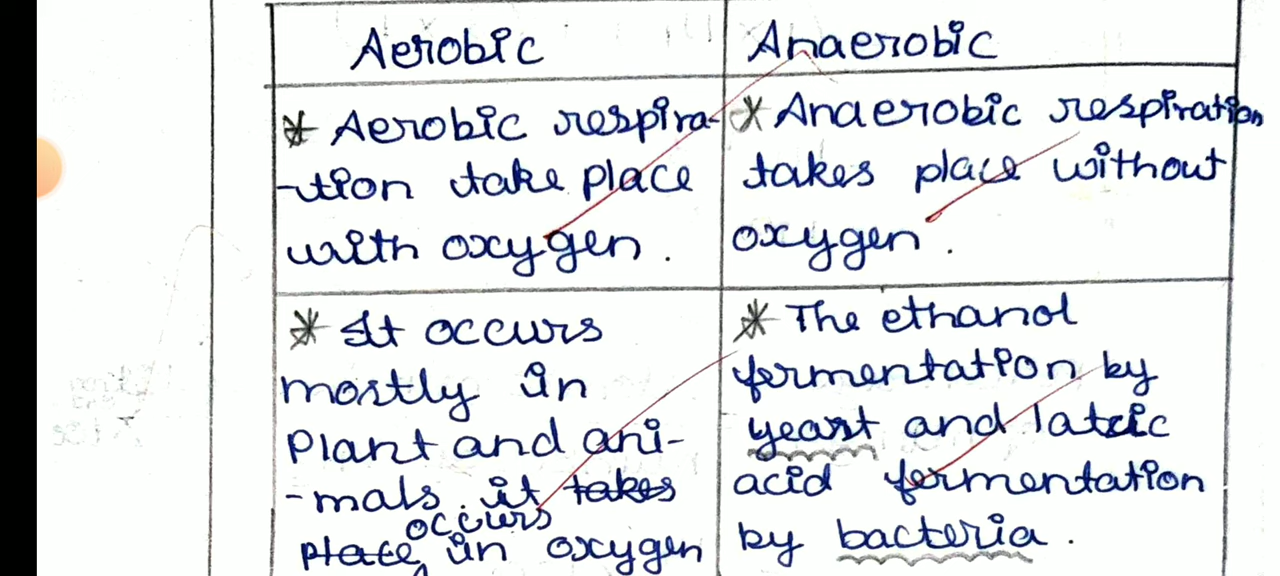 Aerobic
Anaerobic
* Aerobic respira-
-tion take place
with oxygen.
* Anaerobic respiration
takes place without
oxygen.
* It occurs
mostly in
Plant and ani-
-mals. it takes
occurs
place in oxygen
* The ethanol
fermentation by
yeast and latic
acid fermentation
by bacteria.